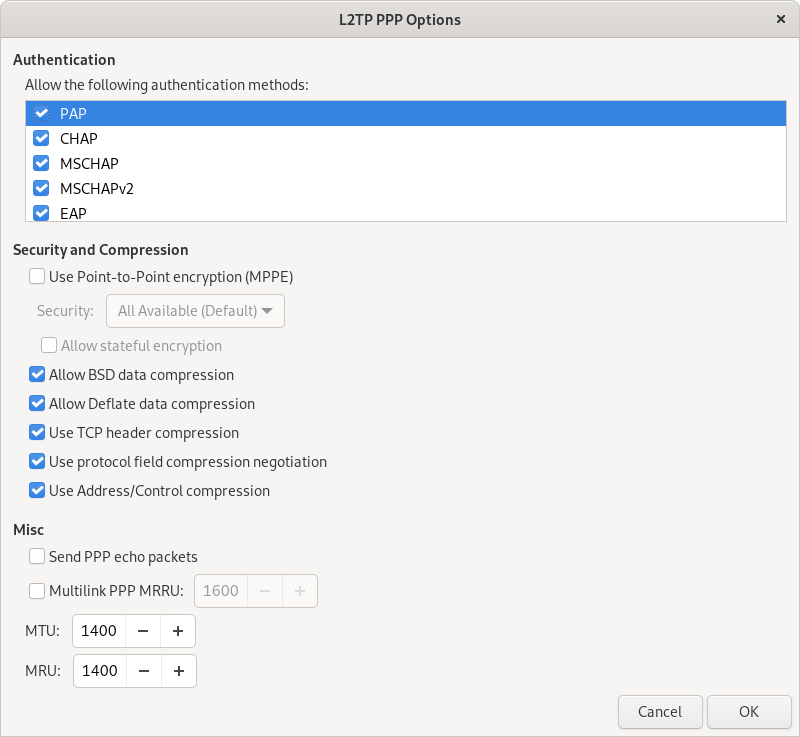 L2TP PPP Options
Authentication
Allow the following authentication methods:
PAP
CHAP
MSCHAP
MSCHAPv2
EAP
Security and Compression
Use Point-to-Point encryption (MPPE)
Security: All Available (Default)
Allow stateful encryption
Allow BSD data compression
Allow Deflate data compression
Use TCP header compression
Use protocol field compression negotiation
Use Address/Control compression
Misc
Send PPP echo packets
Multilink PPP MRRU: 1600
MTU: 1400
MRU: 1400
Cancel OK